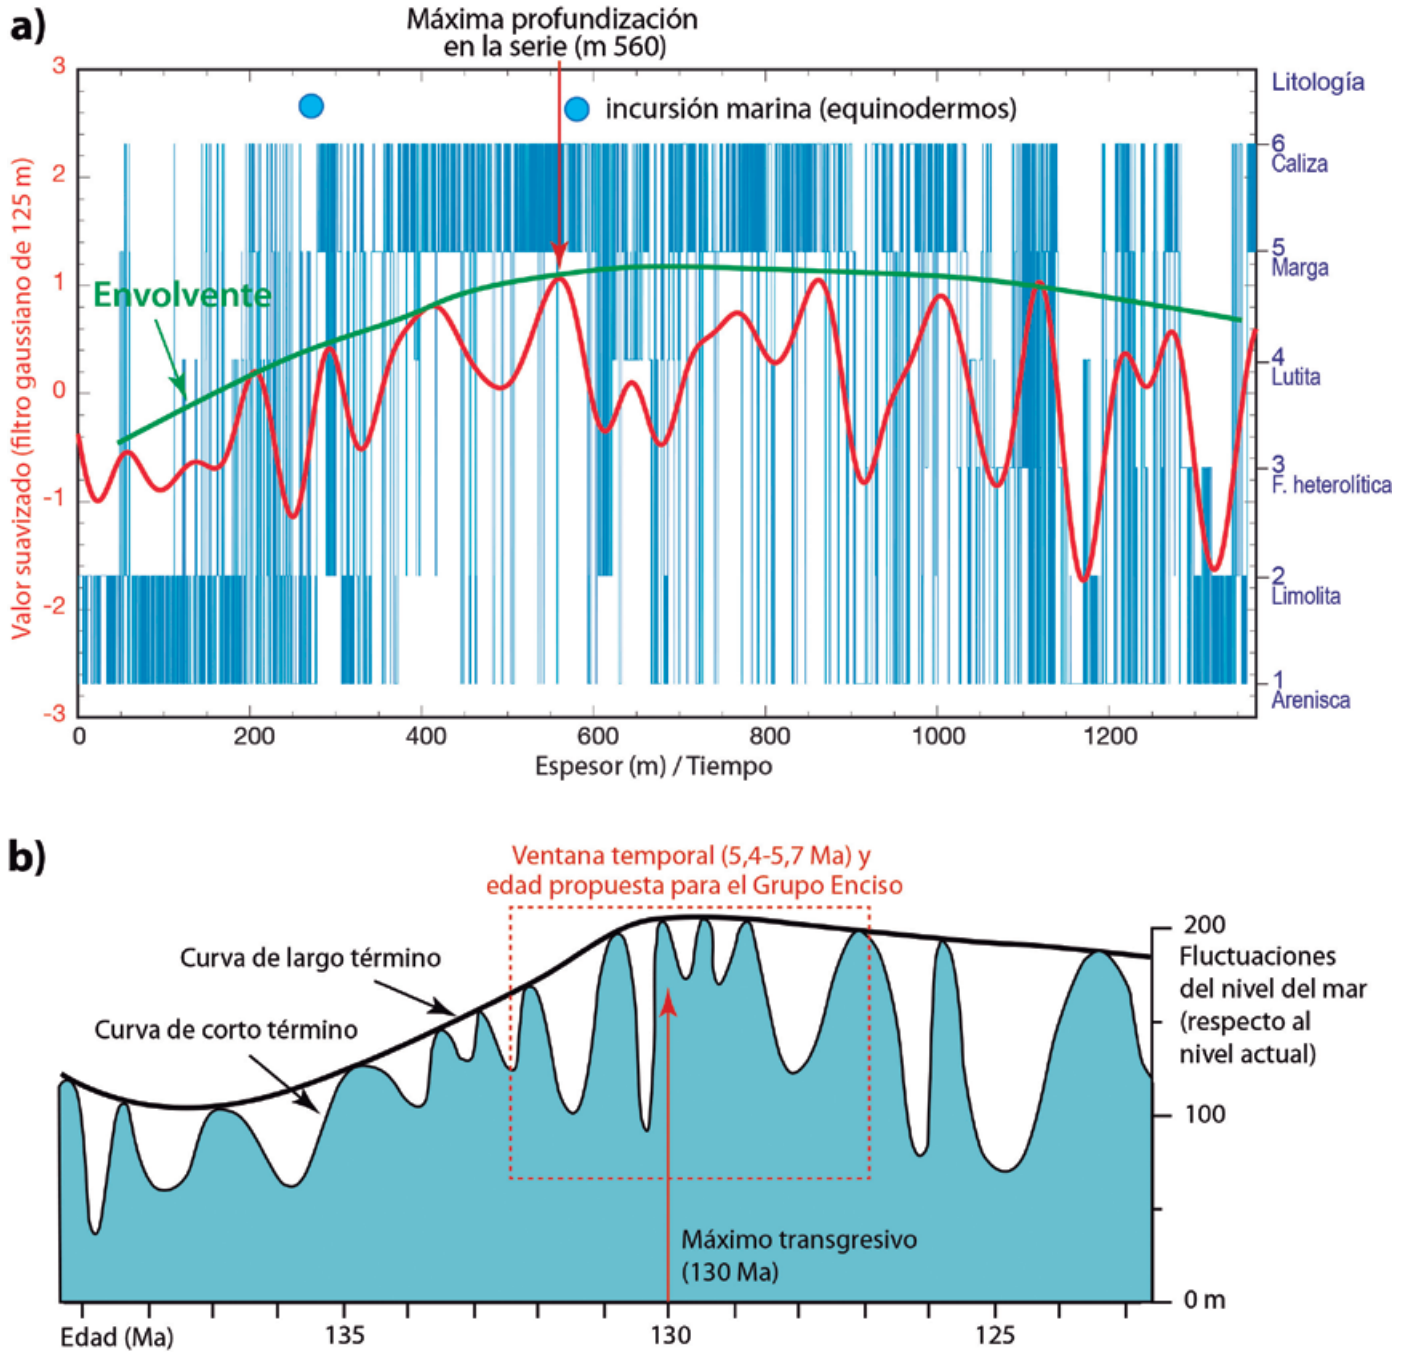 a)
Máxima profundización
en la serie (m 560)
3
2
1
0
-1
-2
-3
Valor suavizado (filtro gaussiano de 125 m)
incursión marina (equinodermos)
Envolvente
Litología
6
Caliza
5
Marga
4
Lutita
3
F. heterolítica
2
Limolita
1
Arenisca
0 200 400 600 800 1000 1200
Espesor (m) / Tiempo
b)
Ventana temporal (5,4-5,7 Ma) y
edad propuesta para el Grupo Enciso
Curva de largo término
Curva de corto término
200
Fluctuaciones
del nivel del mar
(respecto al
nivel actual)
100
Máximo transgresivo
(130 Ma)
0 m
Edad (Ma) 135 130 125